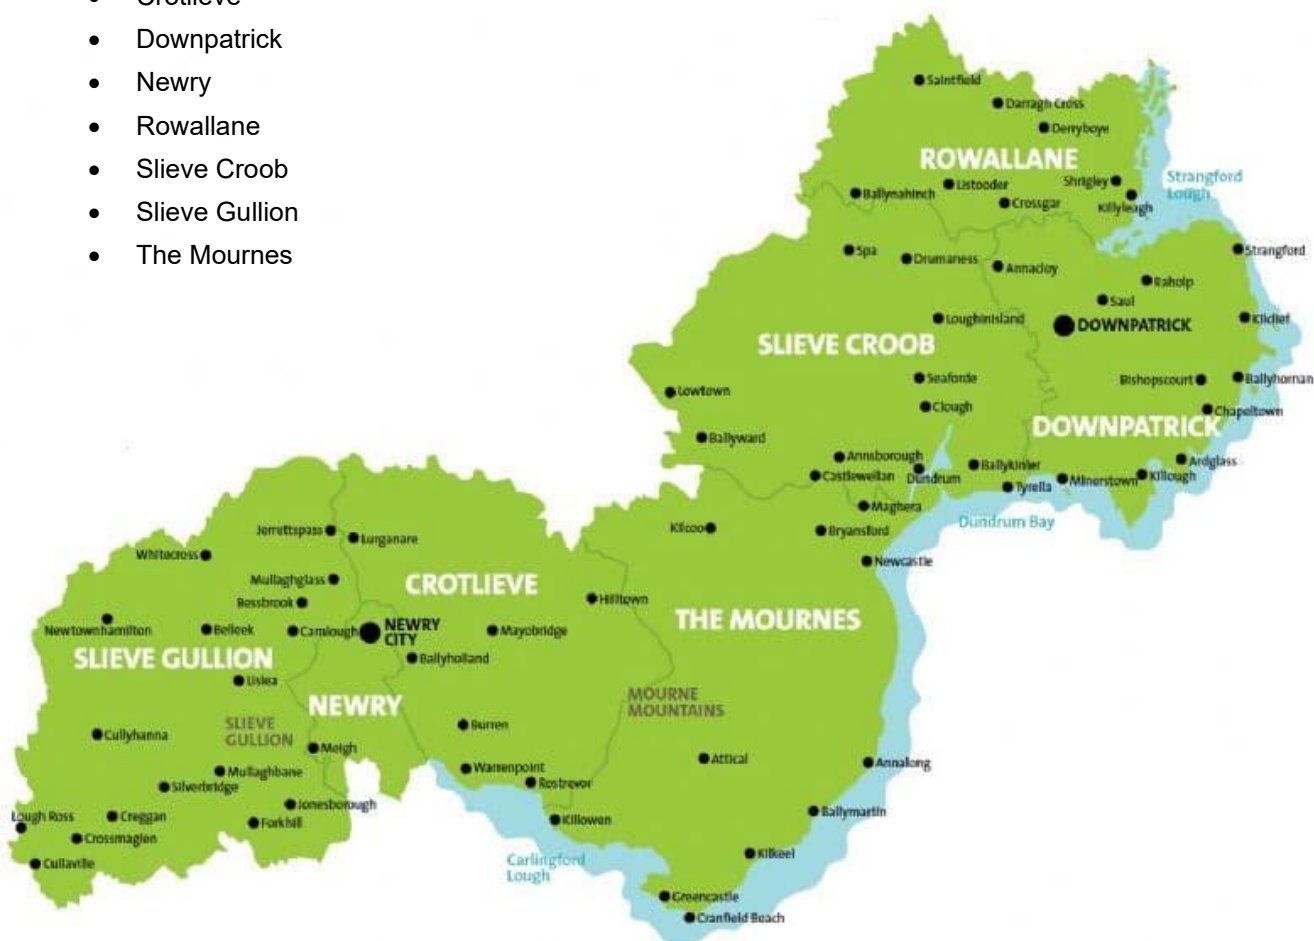 • Crotlieve
• Downpatrick
• Newry
• Rowallane
• Slieve Croob
• Slieve Gullion
• The Mournes
Saintfield
Darragh Cross
Derryboye
ROWALLANE
Strangford
Lough
Ballynahinch
Listooder
Shrigley
Crossgar
Killyleagh
Spa
Drumaness
Annacloy
Strangford
Raholp
Saul
Loughinisland
DOWNPATRICK
Kilclief
SLIEVE CROOB
Seaforde
Bishopscourt
Ballyhornan
Lowtown
Clough
Chapeltown
DOWNPATRICK
Ballyward
Annsborough
Ballykinler
Ardglass
Castlewellan
Dundrum
Tyrella
Minerstown
Killough
Maghera
Dundrum Bay
Kilcoo
Bryansford
Jerrettspass
Lurganare
Whitecross
Newcastle
Mullaghglass
CROTLIEVE
Bessbrook
Hilltown
THE MOURNES
Newtownhamilton
Belleek
Camlough
NEWRY
CITY
Mayobridge
SLIEVE GULLION
Ballyholland
Lislea
NEWRY
MOURNE
MOUNTAINS
SLIEVE
GULLION
Cullyhanna
Burren
Meigh
Attical
Annalong
Mullaghbane
Warrenpoint
Silverbridge
Rostrevor
Jonesborough
Ballymartin
Lough Ross
Creggan
Forkhill
Killowen
Crossmaglen
Cullaville
Carlingford
Lough
Kilkeel
Greencastle
Cranfield Beach